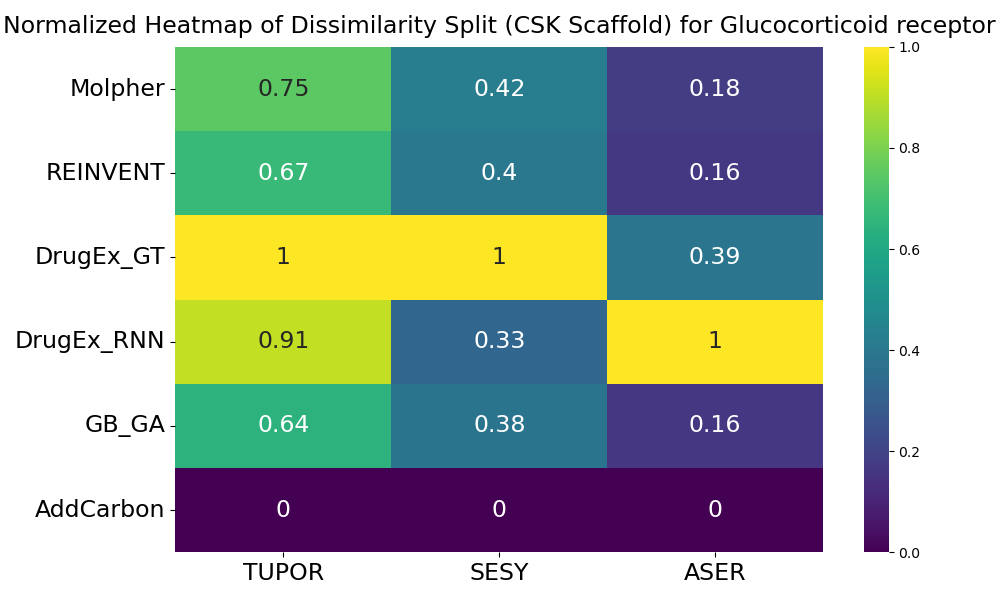 Normalized Heatmap of Dissimilarity Split (CSK Scaffold) for Glucocorticoid receptor
Molpher 0.75 0.42 0.18
REINVENT 0.67 0.4 0.16
DrugEx_GT 1 1 0.39
DrugEx_RNN 0.91 0.33 1
GB_GA 0.64 0.38 0.16
AddCarbon 0 0 0
TUPOR SESY ASER
1.0
0.8
0.6
0.4
0.2
0.0